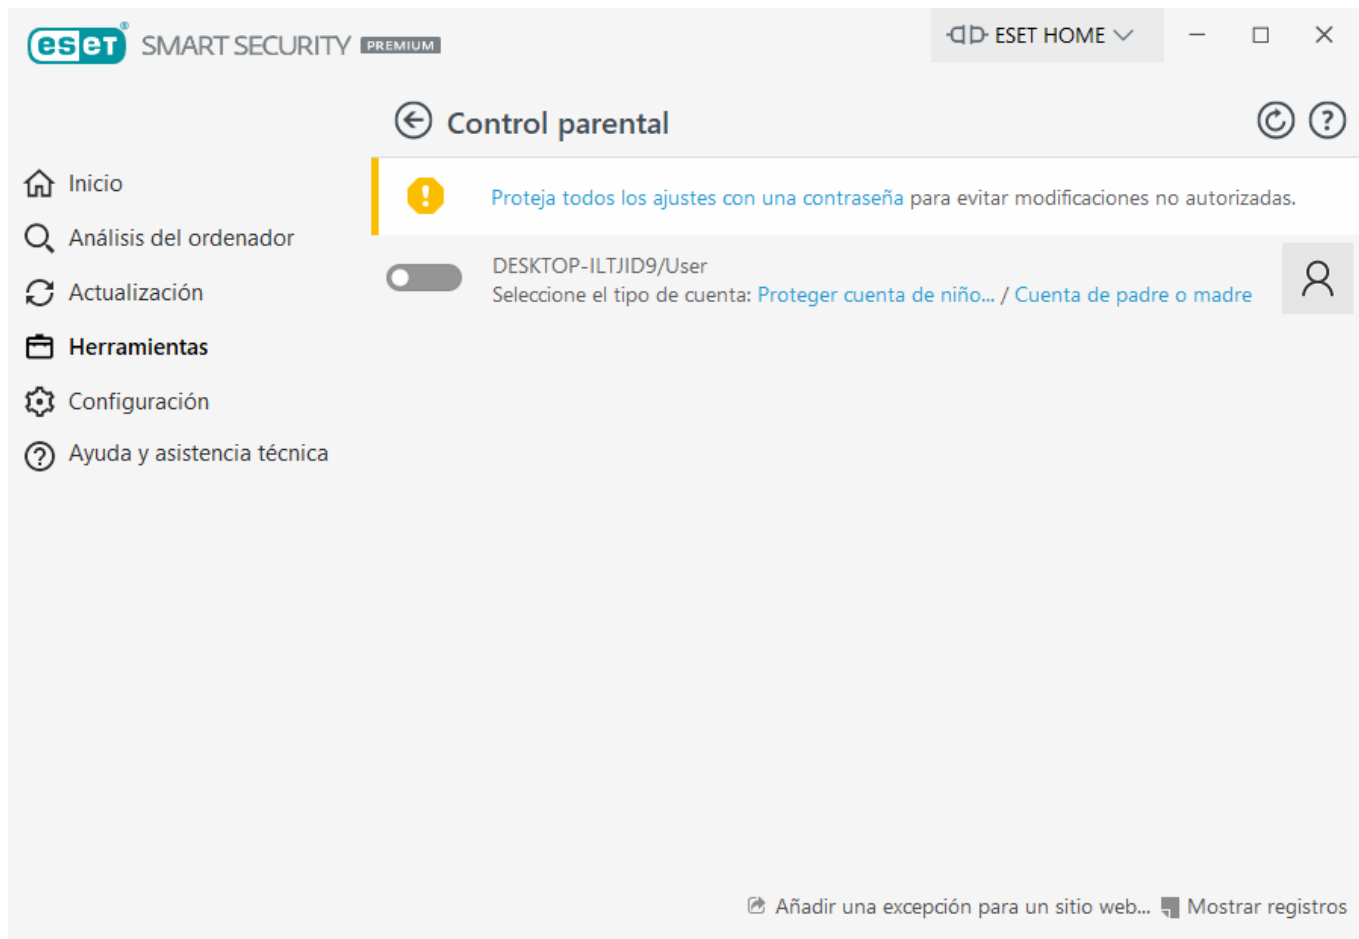 eset® SMART SECURITY PREMIUM
ESET HOME
Control parental
Inicio
Análisis del ordenador
Actualización
Herramientas
Configuración
Ayuda y asistencia técnica
Proteja todos los ajustes con una contraseña para evitar modificaciones no autorizadas.
DESKTOP-ILTJID9/User
Seleccione el tipo de cuenta: Proteger cuenta de niño... / Cuenta de padre o madre
Añadir una excepción para un sitio web... Mostrar registros